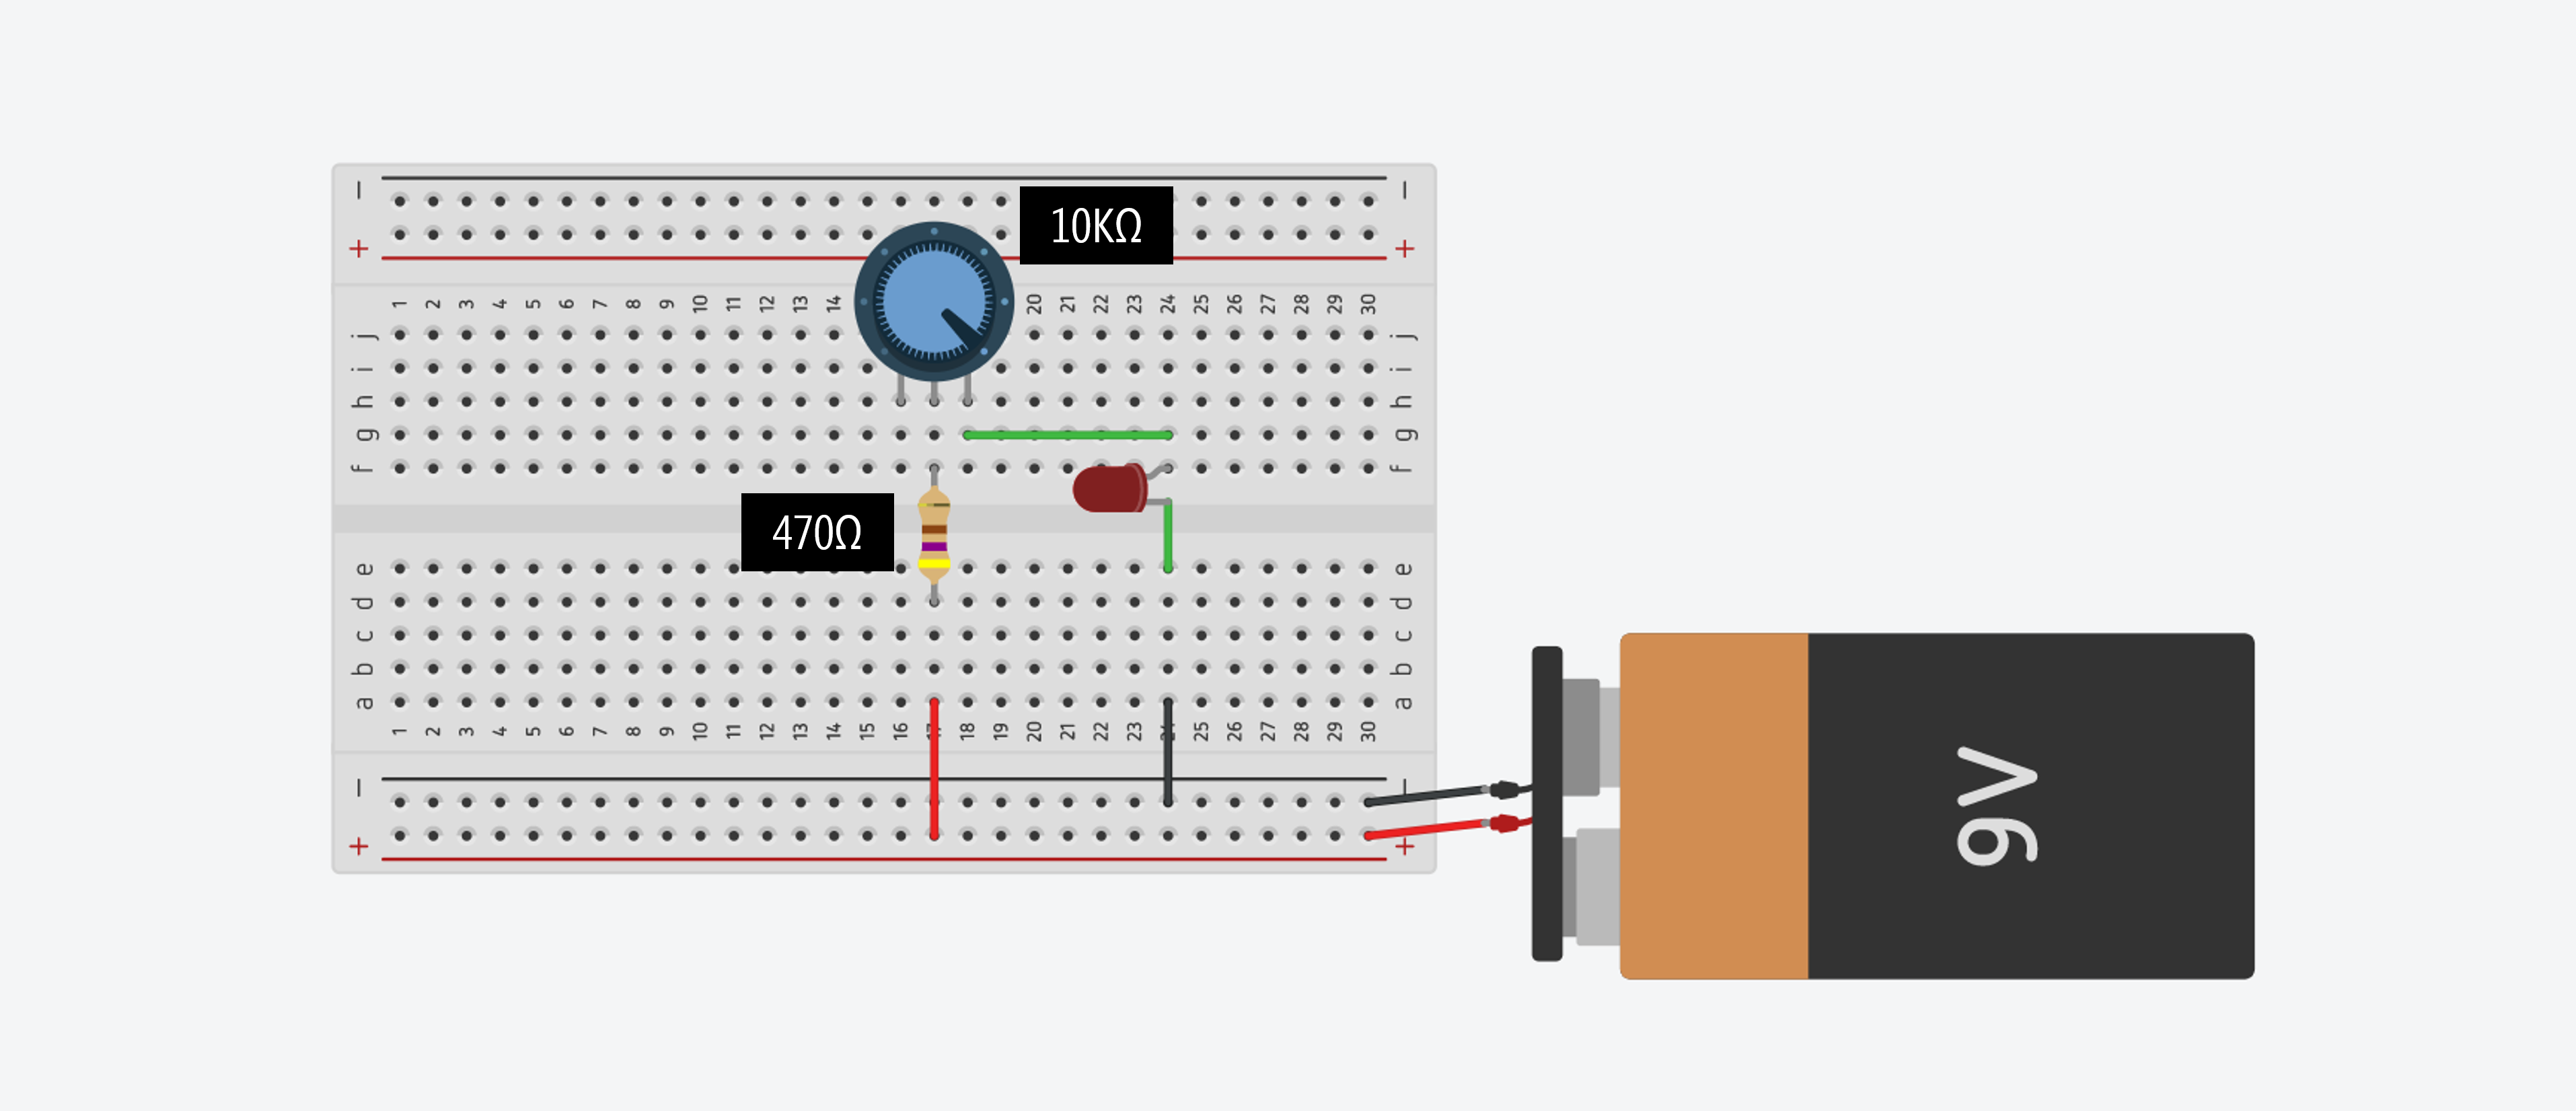 − −
10KΩ
+ +
1 2 3 4 5 6 7 8 9 10 11 12 13 14 20 21 22 23 24 25 26 27 28 29 30
j j
i i
h h
g g
f f
470Ω
e e
d d
c c
b b
a a
1 2 3 4 5 6 7 8 9 10 11 12 13 14 15 16 17 18 19 20 21 22 23 24 25 26 27 28 29 30
− −
+ +
9V